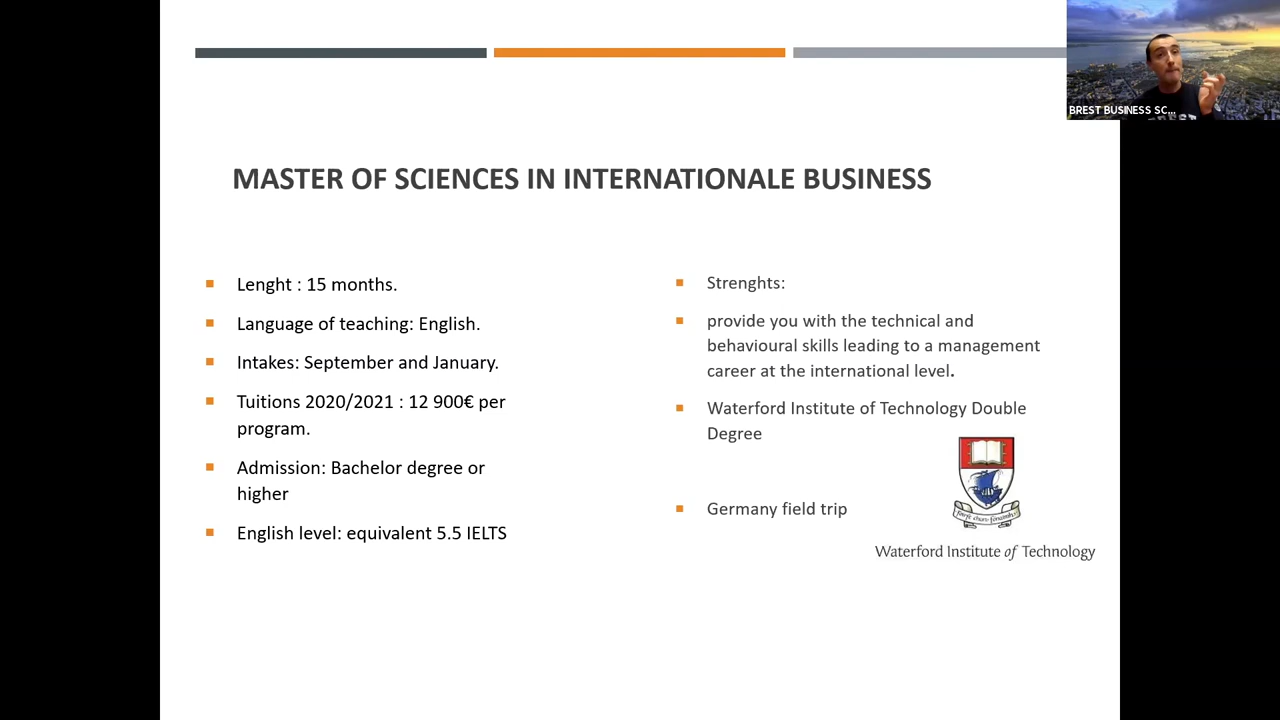 BREST BUSINESS SC...
MASTER OF SCIENCES IN INTERNATIONALE BUSINESS
Lenght : 15 months.
Language of teaching: English.
Intakes: September and January.
Tuitions 2020/2021 : 12 900€ per
program.
Admission: Bachelor degree or
higher
English level: equivalent 5.5 IELTS
Strenghts:
provide you with the technical and
behavioural skills leading to a management
career at the international level.
Waterford Institute of Technology Double
Degree
Germany field trip
Waterford Institute of Technology